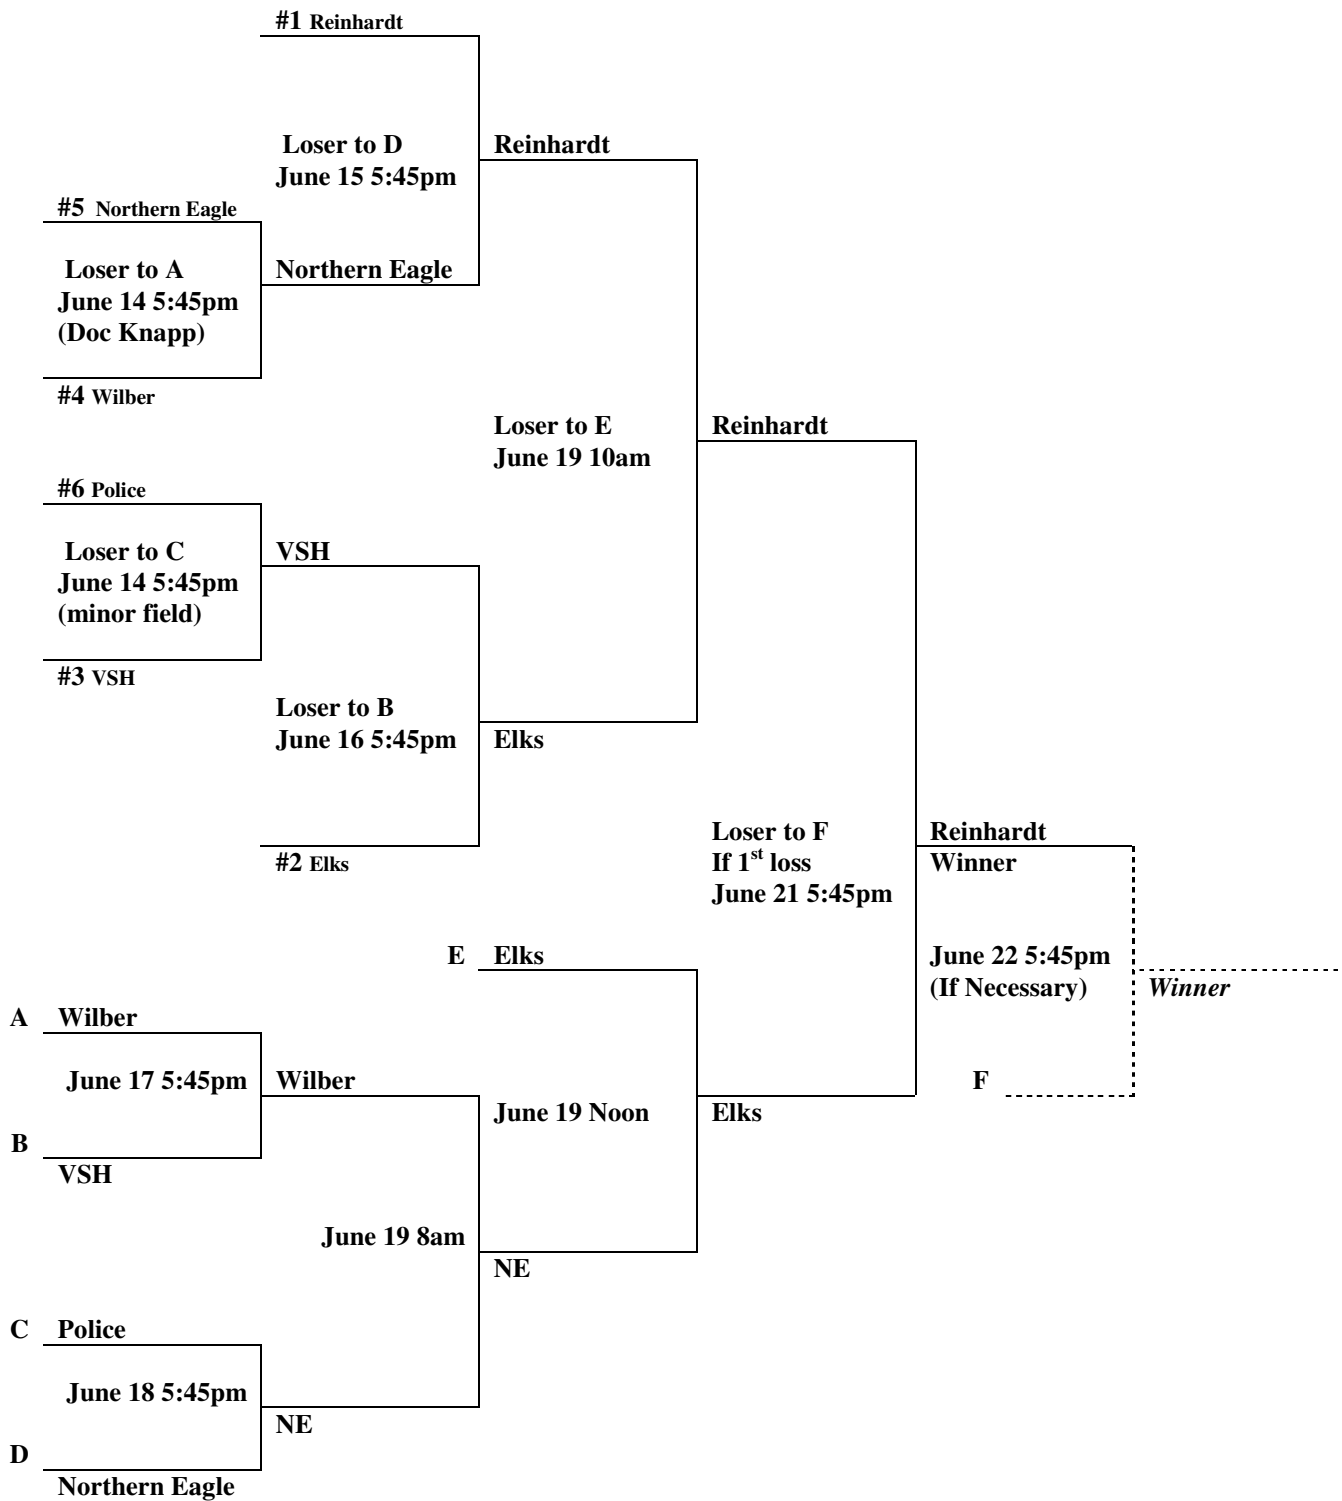 #1 Reinhardt
Loser to D
June 15 5:45pm
Reinhardt
#5 Northern Eagle
Loser to A
June 14 5:45pm
(Doc Knapp)
Northern Eagle
#4 Wilber
Loser to E
June 19 10am
Reinhardt
#6 Police
Loser to C
June 14 5:45pm
(minor field)
VSH
#3 VSH
Loser to B
June 16 5:45pm
Elks
#2 Elks
Loser to F
If 1st loss
June 21 5:45pm
Reinhardt
Winner
E Elks
June 22 5:45pm
(If Necessary)
Winner
A Wilber
June 17 5:45pm
Wilber
June 19 Noon
Elks
F
B
VSH
June 19 8am
NE
C Police
June 18 5:45pm
NE
D
Northern Eagle